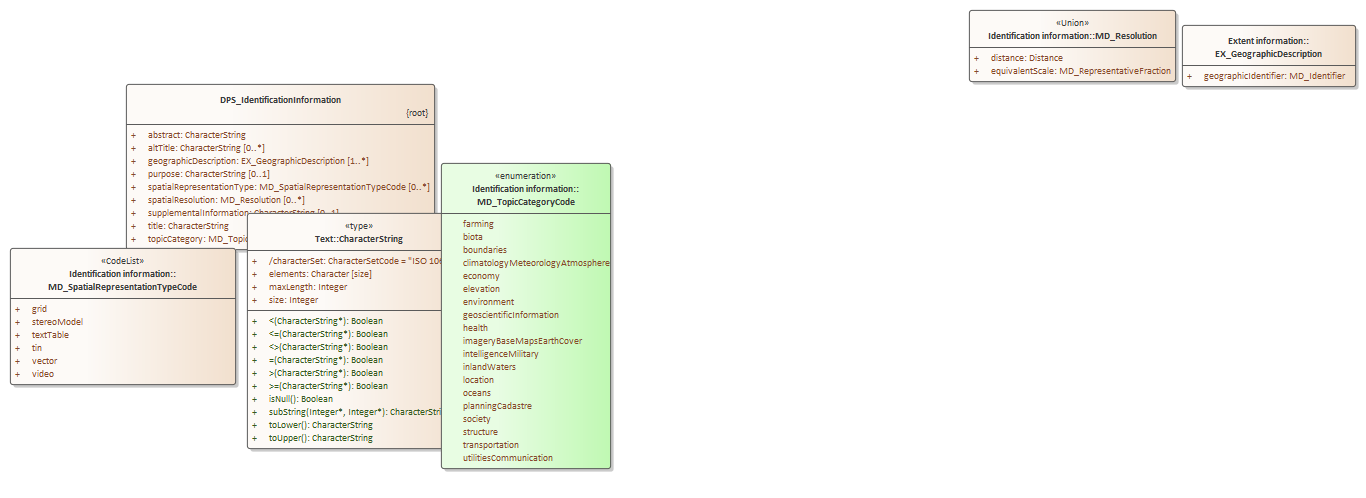 DPS_IdentificationInformation
{root}
+ abstract: CharacterString
+ altTitle: CharacterString [0..*]
+ geographicDescription: EX_GeographicDescription [1..*]
+ purpose: CharacterString [0..1]
+ spatialRepresentationType: MD_SpatialRepresentationTypeCode [0..*]
+ spatialResolution: MD_Resolution [0..*]
+ supplementalInformation: CharacterString [0..1]
+ title: CharacterString
+ topicCategory: MD_Topic
«CodeList»
Identification information::
MD_SpatialRepresentationTypeCode
+ grid
+ stereoModel
+ textTable
+ tin
+ vector
+ video
«type»
Text::CharacterString
+ /characterSet: CharacterSetCode = "ISO 106
+ elements: Character [size]
+ maxLength: Integer
+ size: Integer
+ <(CharacterString*): Boolean
+ <=(CharacterString*): Boolean
+ <>(CharacterString*): Boolean
+ =(CharacterString*): Boolean
+ >(CharacterString*): Boolean
+ >=(CharacterString*): Boolean
+ isNull(): Boolean
+ subString(Integer*, Integer*): CharacterStri
+ toLower(): CharacterString
+ toUpper(): CharacterString
«enumeration»
Identification information::
MD_TopicCategoryCode
farming
biota
boundaries
climatologyMeteorologyAtmosphere
economy
elevation
environment
geoscientificInformation
health
imageryBaseMapsEarthCover
intelligenceMilitary
inlandWaters
location
oceans
planningCadastre
society
structure
transportation
utilitiesCommunication
«Union»
Identification information::MD_Resolution
+ distance: Distance
+ equivalentScale: MD_RepresentativeFraction
Extent information::
EX_GeographicDescription
+ geographicIdentifier: MD_Identifier